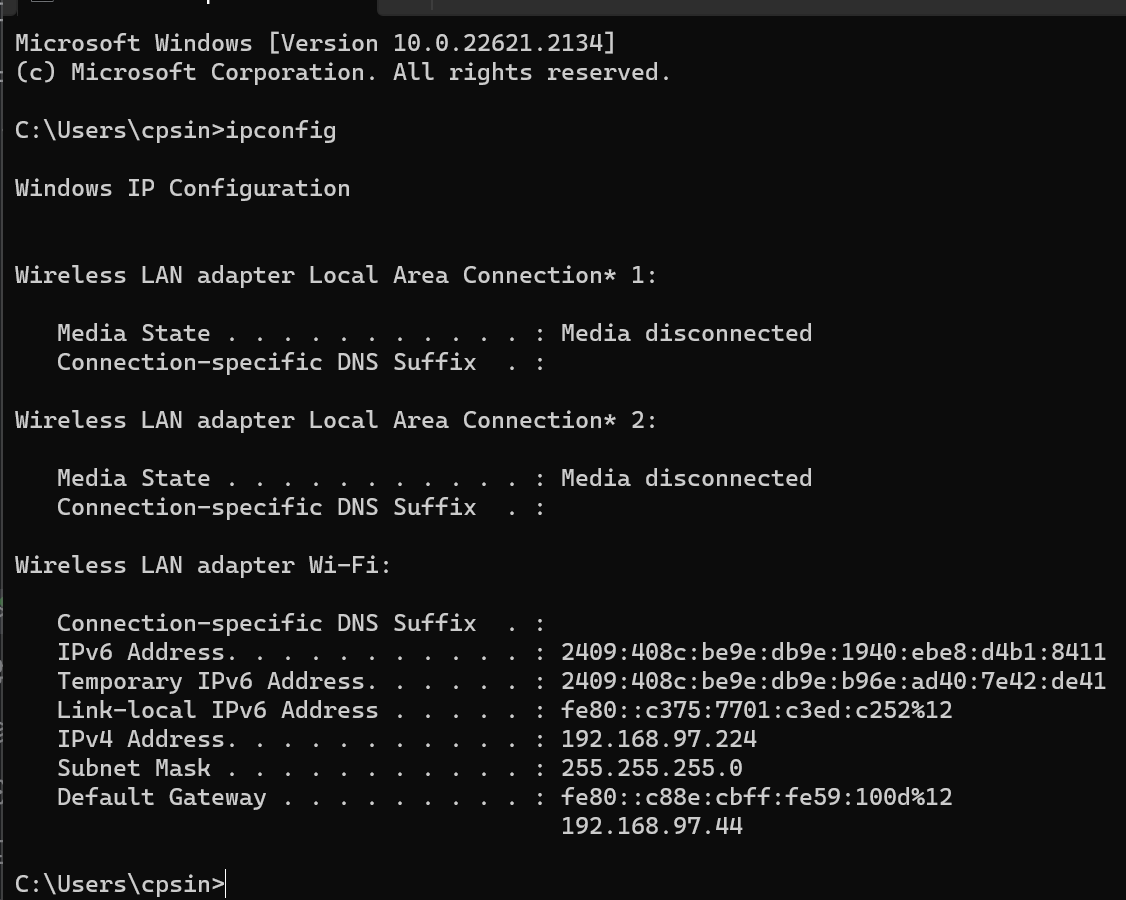 Microsoft Windows [Version 10.0.22621.2134]
(c) Microsoft Corporation. All rights reserved.
C:\Users\cpsin>ipconfig
Windows IP Configuration
Wireless LAN adapter Local Area Connection* 1:
Media State . . . . . . . . . . . : Media disconnected
Connection-specific DNS Suffix  . :
Wireless LAN adapter Local Area Connection* 2:
Media State . . . . . . . . . . . : Media disconnected
Connection-specific DNS Suffix  . :
Wireless LAN adapter Wi-Fi:
Connection-specific DNS Suffix  . :
IPv6 Address. . . . . . . . . . . : 2409:408c:be9e:db9e:1940:ebe8:d4b1:8411
Temporary IPv6 Address. . . . . . : 2409:408c:be9e:db9e:b96e:ad40:7e42:de41
Link-local IPv6 Address . . . . . : fe80::c375:7701:c3ed:c252%12
IPv4 Address. . . . . . . . . . . : 192.168.97.224
Subnet Mask . . . . . . . . . . . : 255.255.255.0
Default Gateway . . . . . . . . . : fe80::c88e:cbff:fe59:100d%12
192.168.97.44
C:\Users\cpsin>